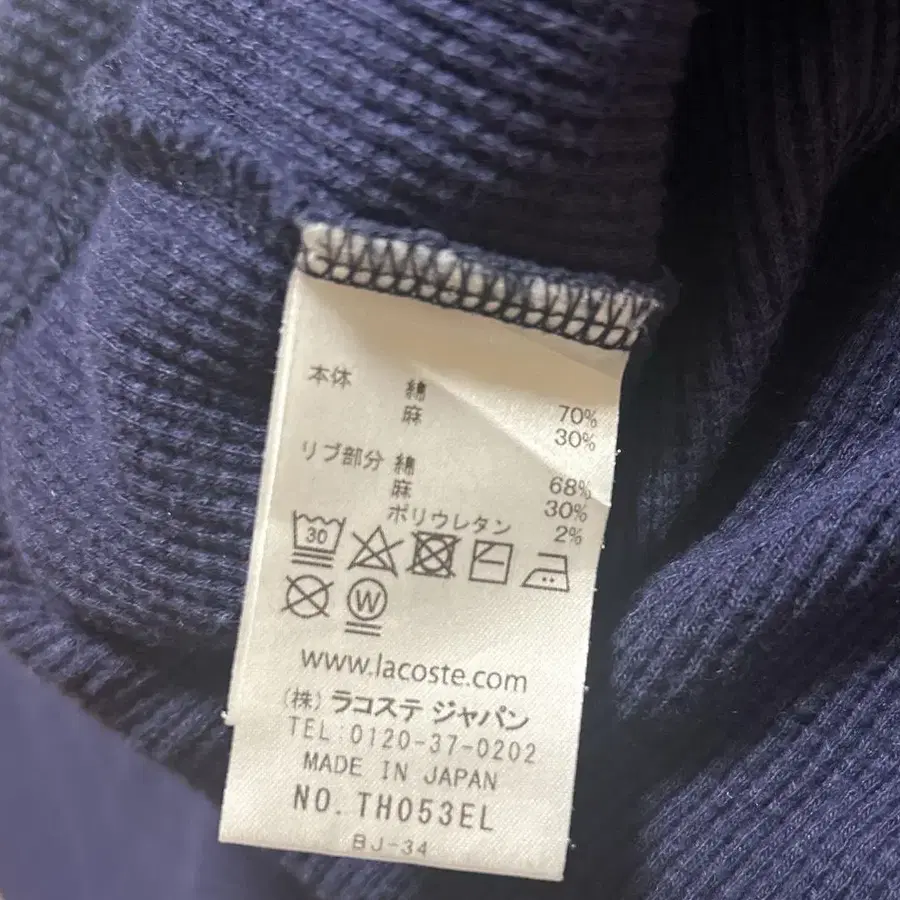 本体 綿 70%
麻 30%
リブ部分 綿 68%
麻 30%
ポリウレタン 2%
30
W
www.lacoste.com
(株) ラコステ ジャパン
TEL:0120-37-0202
MADE IN JAPAN
NO. TH053EL
BJ-34